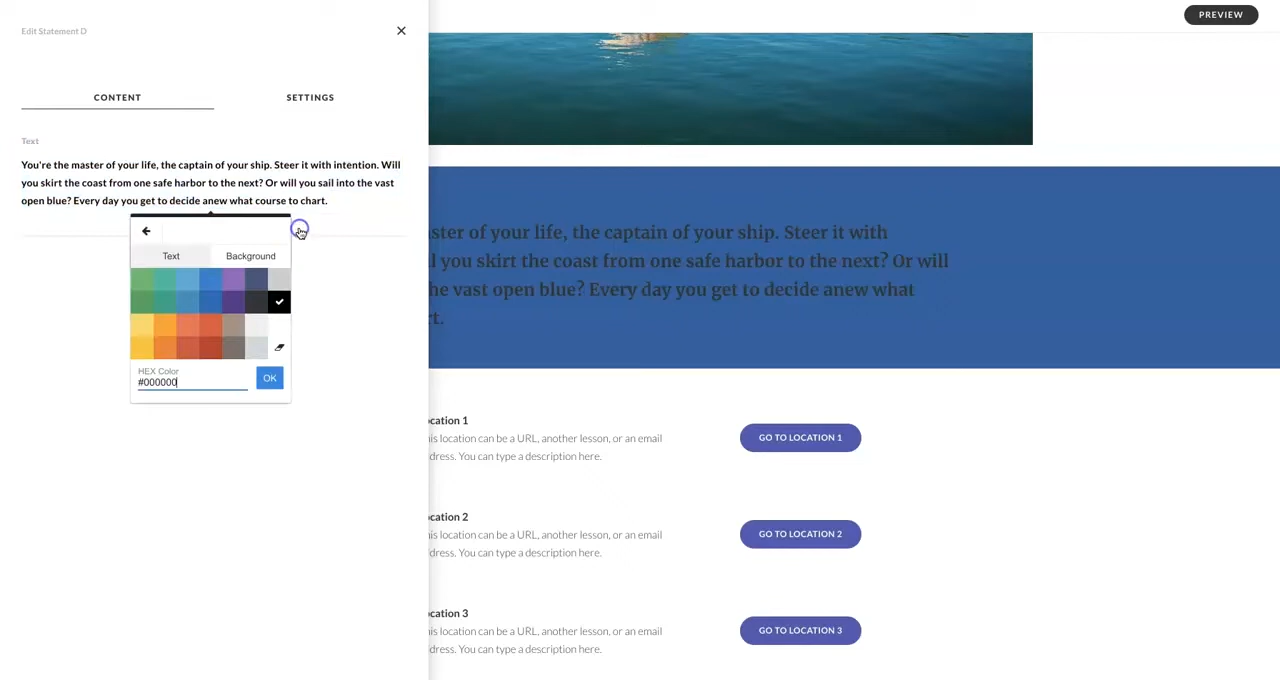 Edit Statement D
PREVIEW
CONTENT
SETTINGS
Text
You're the master of your life, the captain of your ship. Steer it with intention. Will
you skirt the coast from one safe harbor to the next? Or will you sail into the vast
open blue? Every day you get to decide anew what course to chart.
Text
Background
HEX Color
#000000
OK
ster of your life, the captain of your ship. Steer it with
l you skirt the coast from one safe harbor to the next? Or will
he vast open blue? Every day you get to decide anew what
rt.
ocation 1
is location can be a URL, another lesson, or an email
dress. You can type a description here.
GO TO LOCATION 1
ocation 2
is location can be a URL, another lesson, or an email
dress. You can type a description here.
GO TO LOCATION 2
ocation 3
is location can be a URL, another lesson, or an email
dress. You can type a description here.
GO TO LOCATION 3